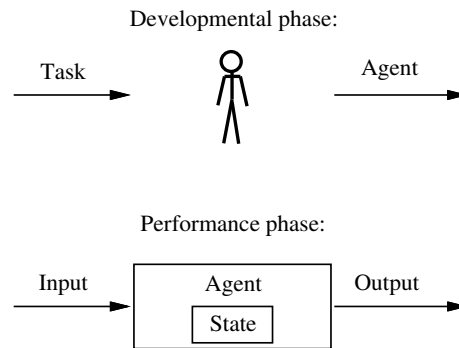 Developmental phase:
Task
Agent
Performance phase:
Input
Agent
Output
State